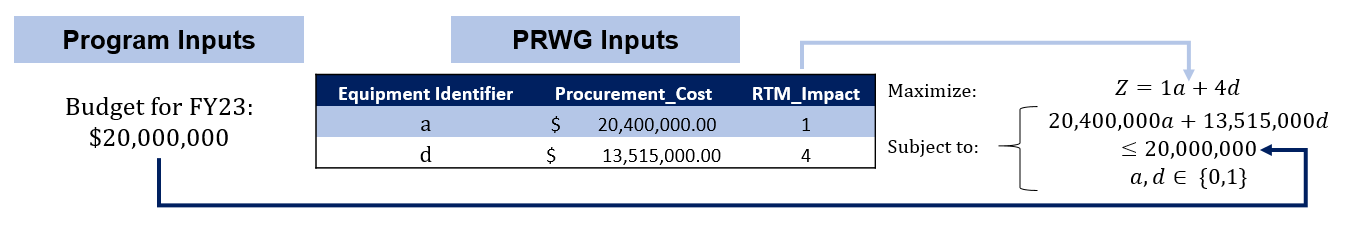 Program Inputs
PRWG Inputs
Budget for FY23:
$20,000,000
Equipment Identifier Procurement_Cost RTM_Impact
a $ 20,400,000.00 1
d $ 13,515,000.00 4
Maximize:
Z = 1a + 4d
Subject to:
20,400,000a + 13,515,000d
≤ 20,000,000
a, d ∈ {0,1}